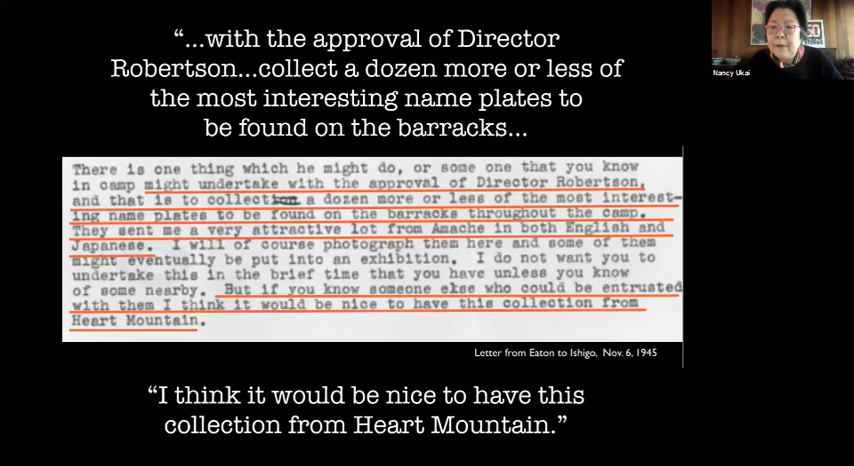 “...with the approval of Director
Robertson...collect a dozen more or less of
the most interesting name plates to
be found on the barracks...
There is one thing which he might do, or some one that you know
in camp might undertake with the approval of Director Robertson,
and that is to collect a dozen more or less of the most interest-
ing name plates to be found on the barracks throughout the camp.
They sent me a very attractive lot from Amache in both English and
Japanese. I will of course photograph them here and some of them
might eventually be put into an exhibition. I do not want you to
undertake this in the brief time that you have unless you know
of some nearby. But if you know someone else who could be entrusted
with them I think it would be nice to have this collection from
Heart Mountain.
Letter from Eaton to Ishigo, Nov. 6, 1945
“I think it would be nice to have this
collection from Heart Mountain.”
50
Nancy Ukai